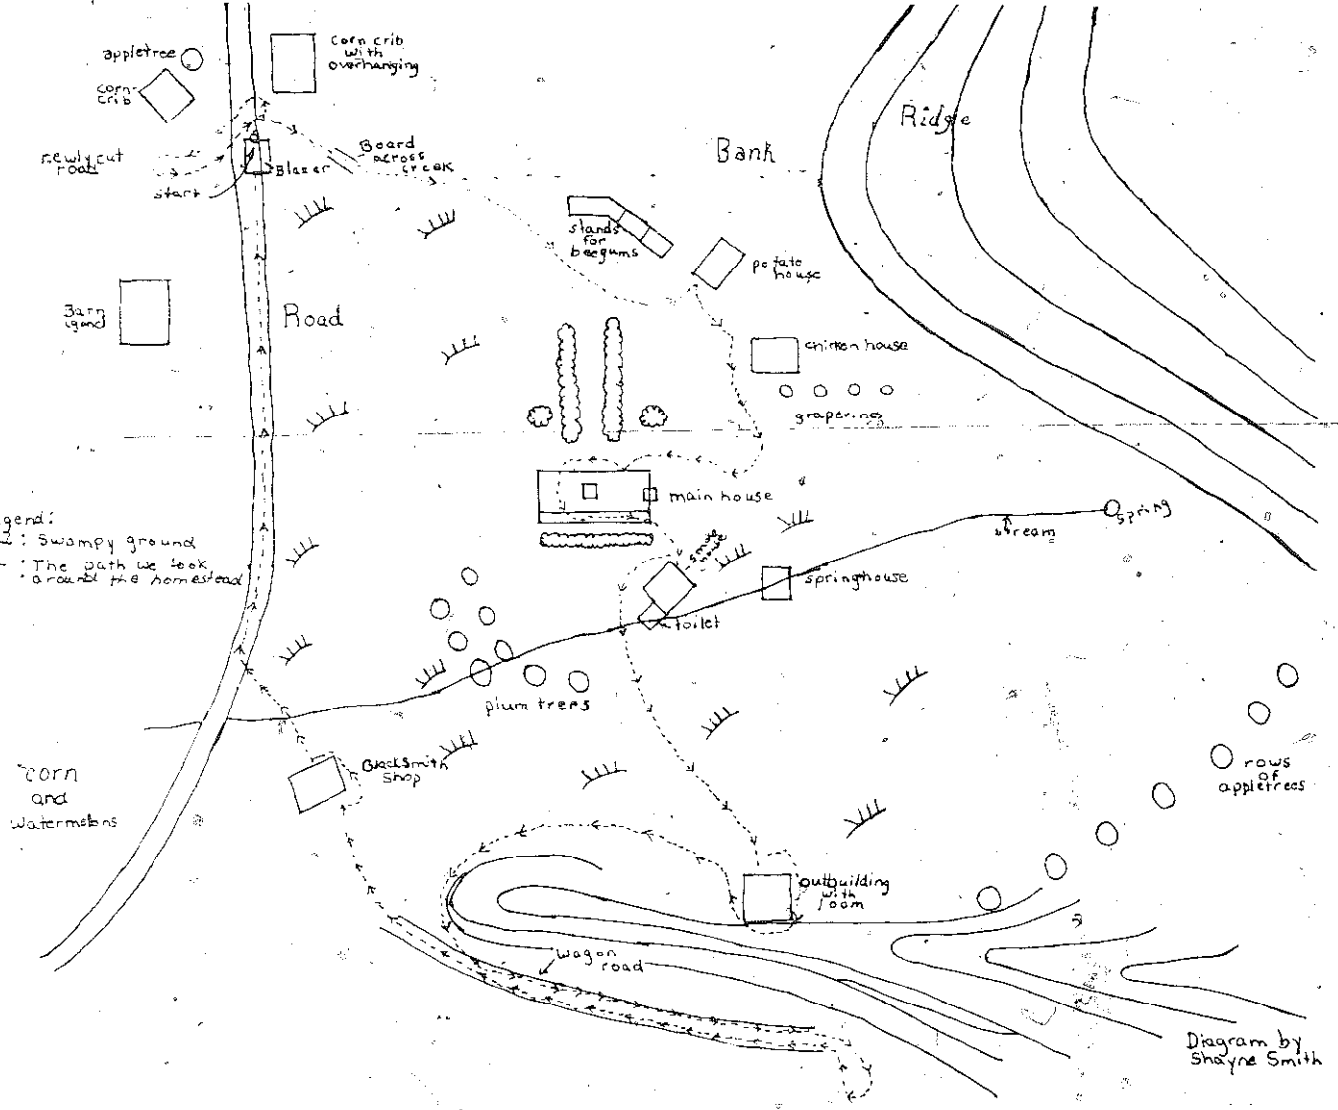 appletree
corn crib
with
overhanging
corn-
crib
newly cut
road
start
Blazer
Board
across
creek
Bank
Ridge
stands
for
beegums
potato
house
Barn
Road
chicken house
grapevines
main house
spring
stream
gend:
: Swampy ground
- : The path we took
around the homestead
smoke
house
springhouse
toilet
plum trees
Blacksmith
Shop
corn
and
watermelons
rows
of
appletrees
outbuilding
with
loom
wagon
road
Diagram by
Shayne Smith